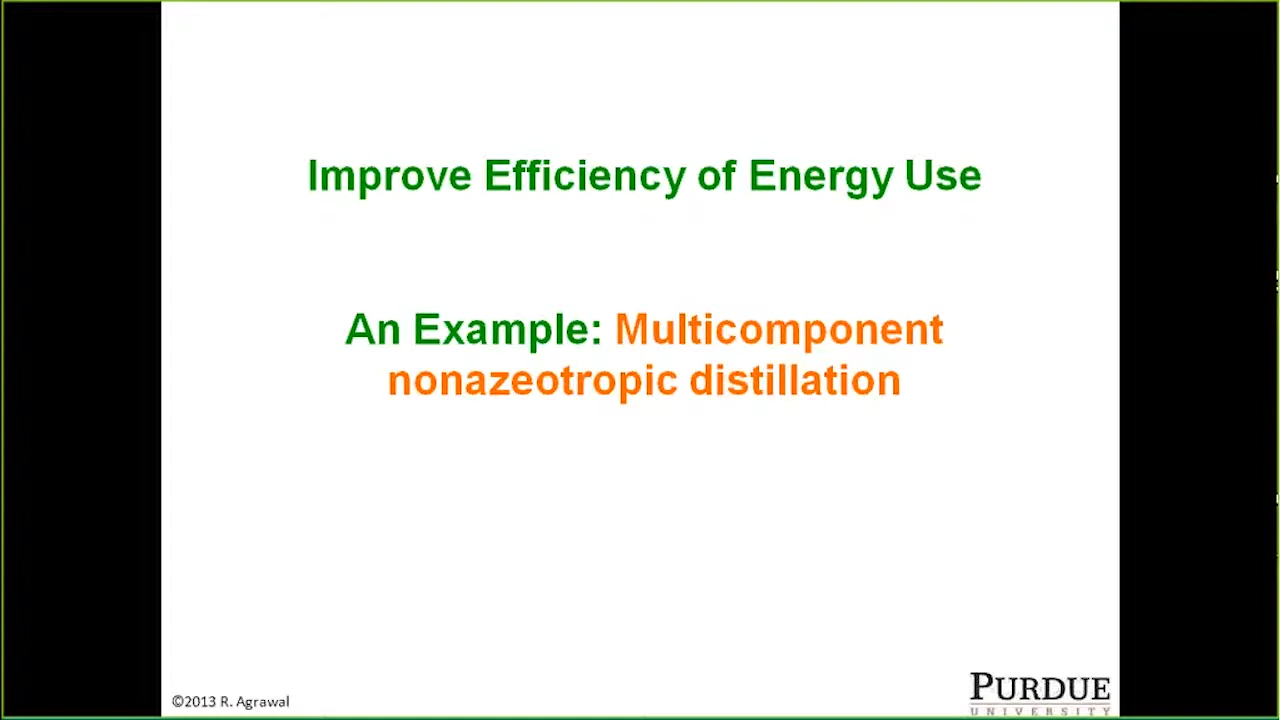 Improve Efficiency of Energy Use
An Example: Multicomponent
nonazeotropic distillation
©2013 R. Agrawal
PURDUE
UNIVERSITY